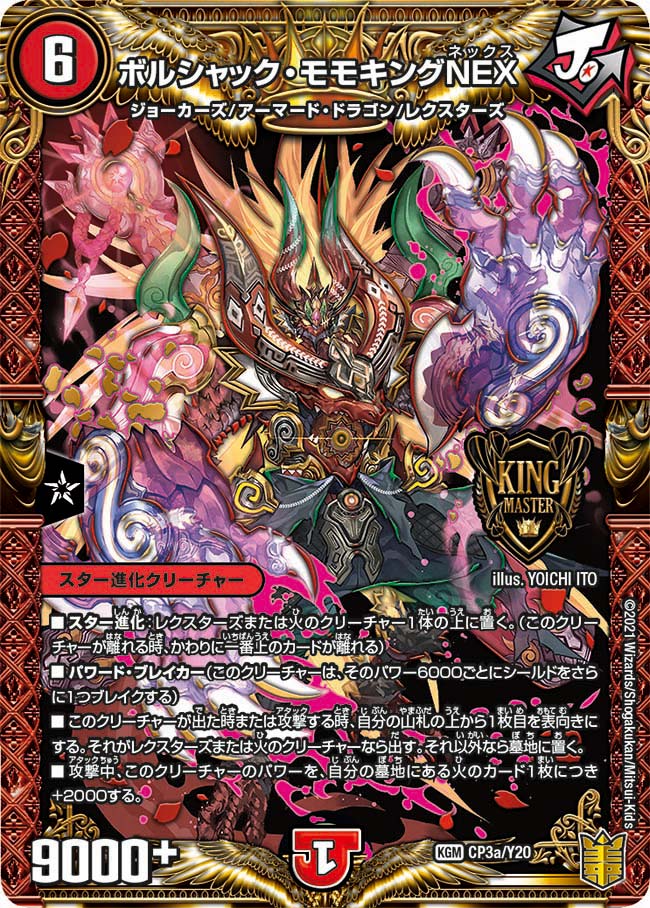 6
ネックス
ボルシャック・モモキングNEX
J
ジョーカーズ/アーマード・ドラゴン/レクスターズ
KING
MASTER
1
スター進化クリーチャー
illus. YOICHI ITO
■スター進化:レクスターズまたは火のクリーチャー1体の上に置く。(このクリー
チャーが離れる時、かわりに一番上のカードが離れる)
■パワード・ブレイカー(このクリーチャーは、そのパワー6000ごとにシールドをさら
に1つブレイクする)
■このクリーチャーが出た時または攻撃する時、自分の山札の上から1枚目を表向きに
する。それがレクスターズまたは火のクリーチャーなら出す。それ以外なら墓地に置く。
■攻撃中、このクリーチャーのパワーを、自分の墓地にある火のカード1枚につき
+2000する。
©2021 Wizards/Shogakukan/Mitsui-Kids
9000+
1
KGM CP3a/Y20